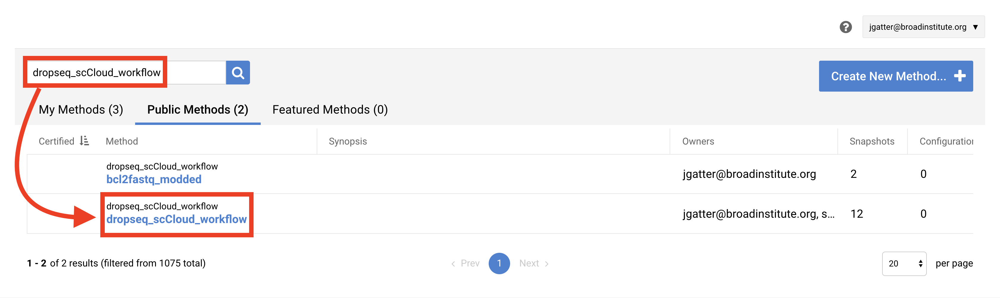 jgatter@broadinstitute.org
dropseq_scCloud_workflow
Create New Method...
My Methods (3) Public Methods (2) Featured Methods (0)
Certified Method Synopsis Owners Snapshots Configuration
dropseq_scCloud_workflow
bcl2fastq_modded jgatter@broadinstitute.org 2 0
dropseq_scCloud_workflow
dropseq_scCloud_workflow jgatter@broadinstitute.org, s... 12 0
1 - 2 of 2 results (filtered from 1075 total) ‹ Prev 1 Next › 20 per page